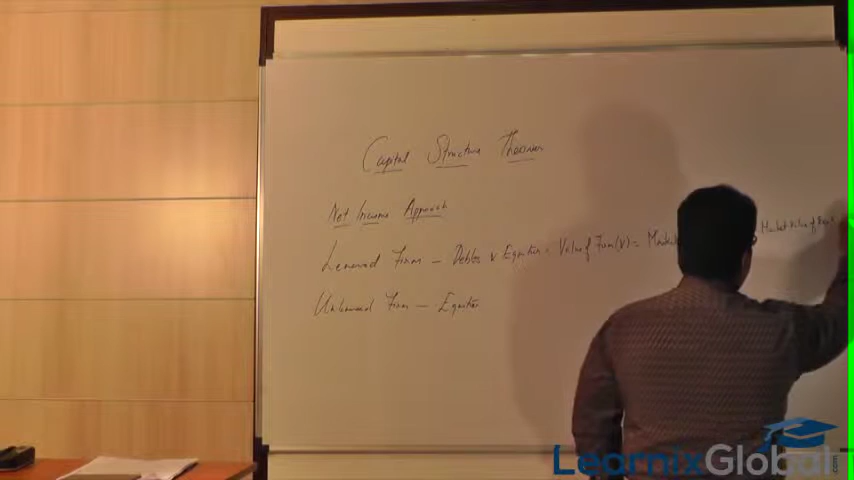 Capital Structure Theories
Net Income Approach
Levered Firm - Debts & Equities - Value of Firm (V) = Market Market Value of
Unlevered Firm - Equities
LearnixGlobal.com